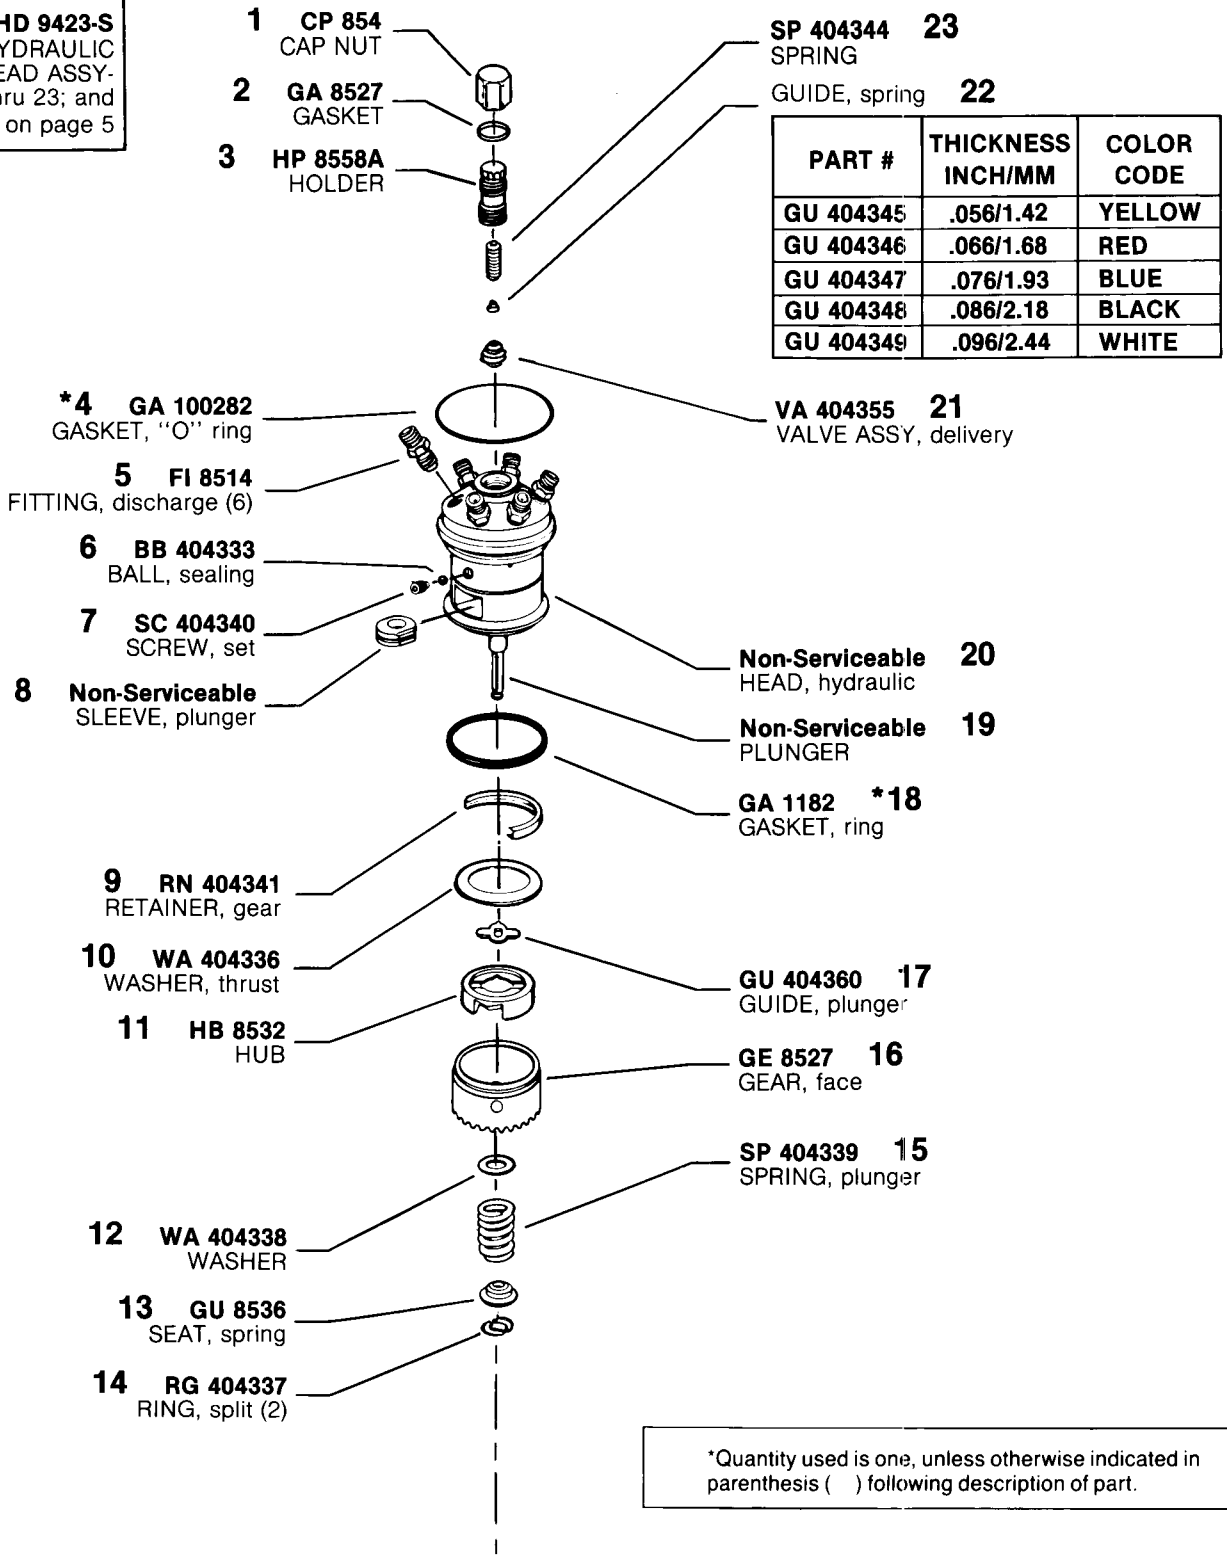 HD 9423-S
YDRAULIC
EAD ASSY-
ru 23; and
on page 5
1 CP 854
CAP NUT
2 GA 8527
GASKET
3 HP 8558A
HOLDER
SP 404344 23
SPRING
GUIDE, spring 22
PART # THICKNESS INCH/MM COLOR CODE
GU 404345 .056/1.42 YELLOW
GU 404346 .066/1.68 RED
GU 404347 .076/1.93 BLUE
GU 404348 .086/2.18 BLACK
GU 404349 .096/2.44 WHITE
*4 GA 100282
GASKET, "O" ring
VA 404355 21
VALVE ASSY, delivery
5 FI 8514
FITTING, discharge (6)
6 BB 404333
BALL, sealing
7 SC 404340
SCREW, set
8 Non-Serviceable
SLEEVE, plunger
Non-Serviceable 20
HEAD, hydraulic
Non-Serviceable 19
PLUNGER
GA 1182 *18
GASKET, ring
9 RN 404341
RETAINER, gear
10 WA 404336
WASHER, thrust
11 HB 8532
HUB
GU 404360 17
GUIDE, plunger
GE 8527 16
GEAR, face
SP 404339 15
SPRING, plunger
12 WA 404338
WASHER
13 GU 8536
SEAT, spring
14 RG 404337
RING, split (2)
*Quantity used is one, unless otherwise indicated in
parenthesis ( ) following description of part.